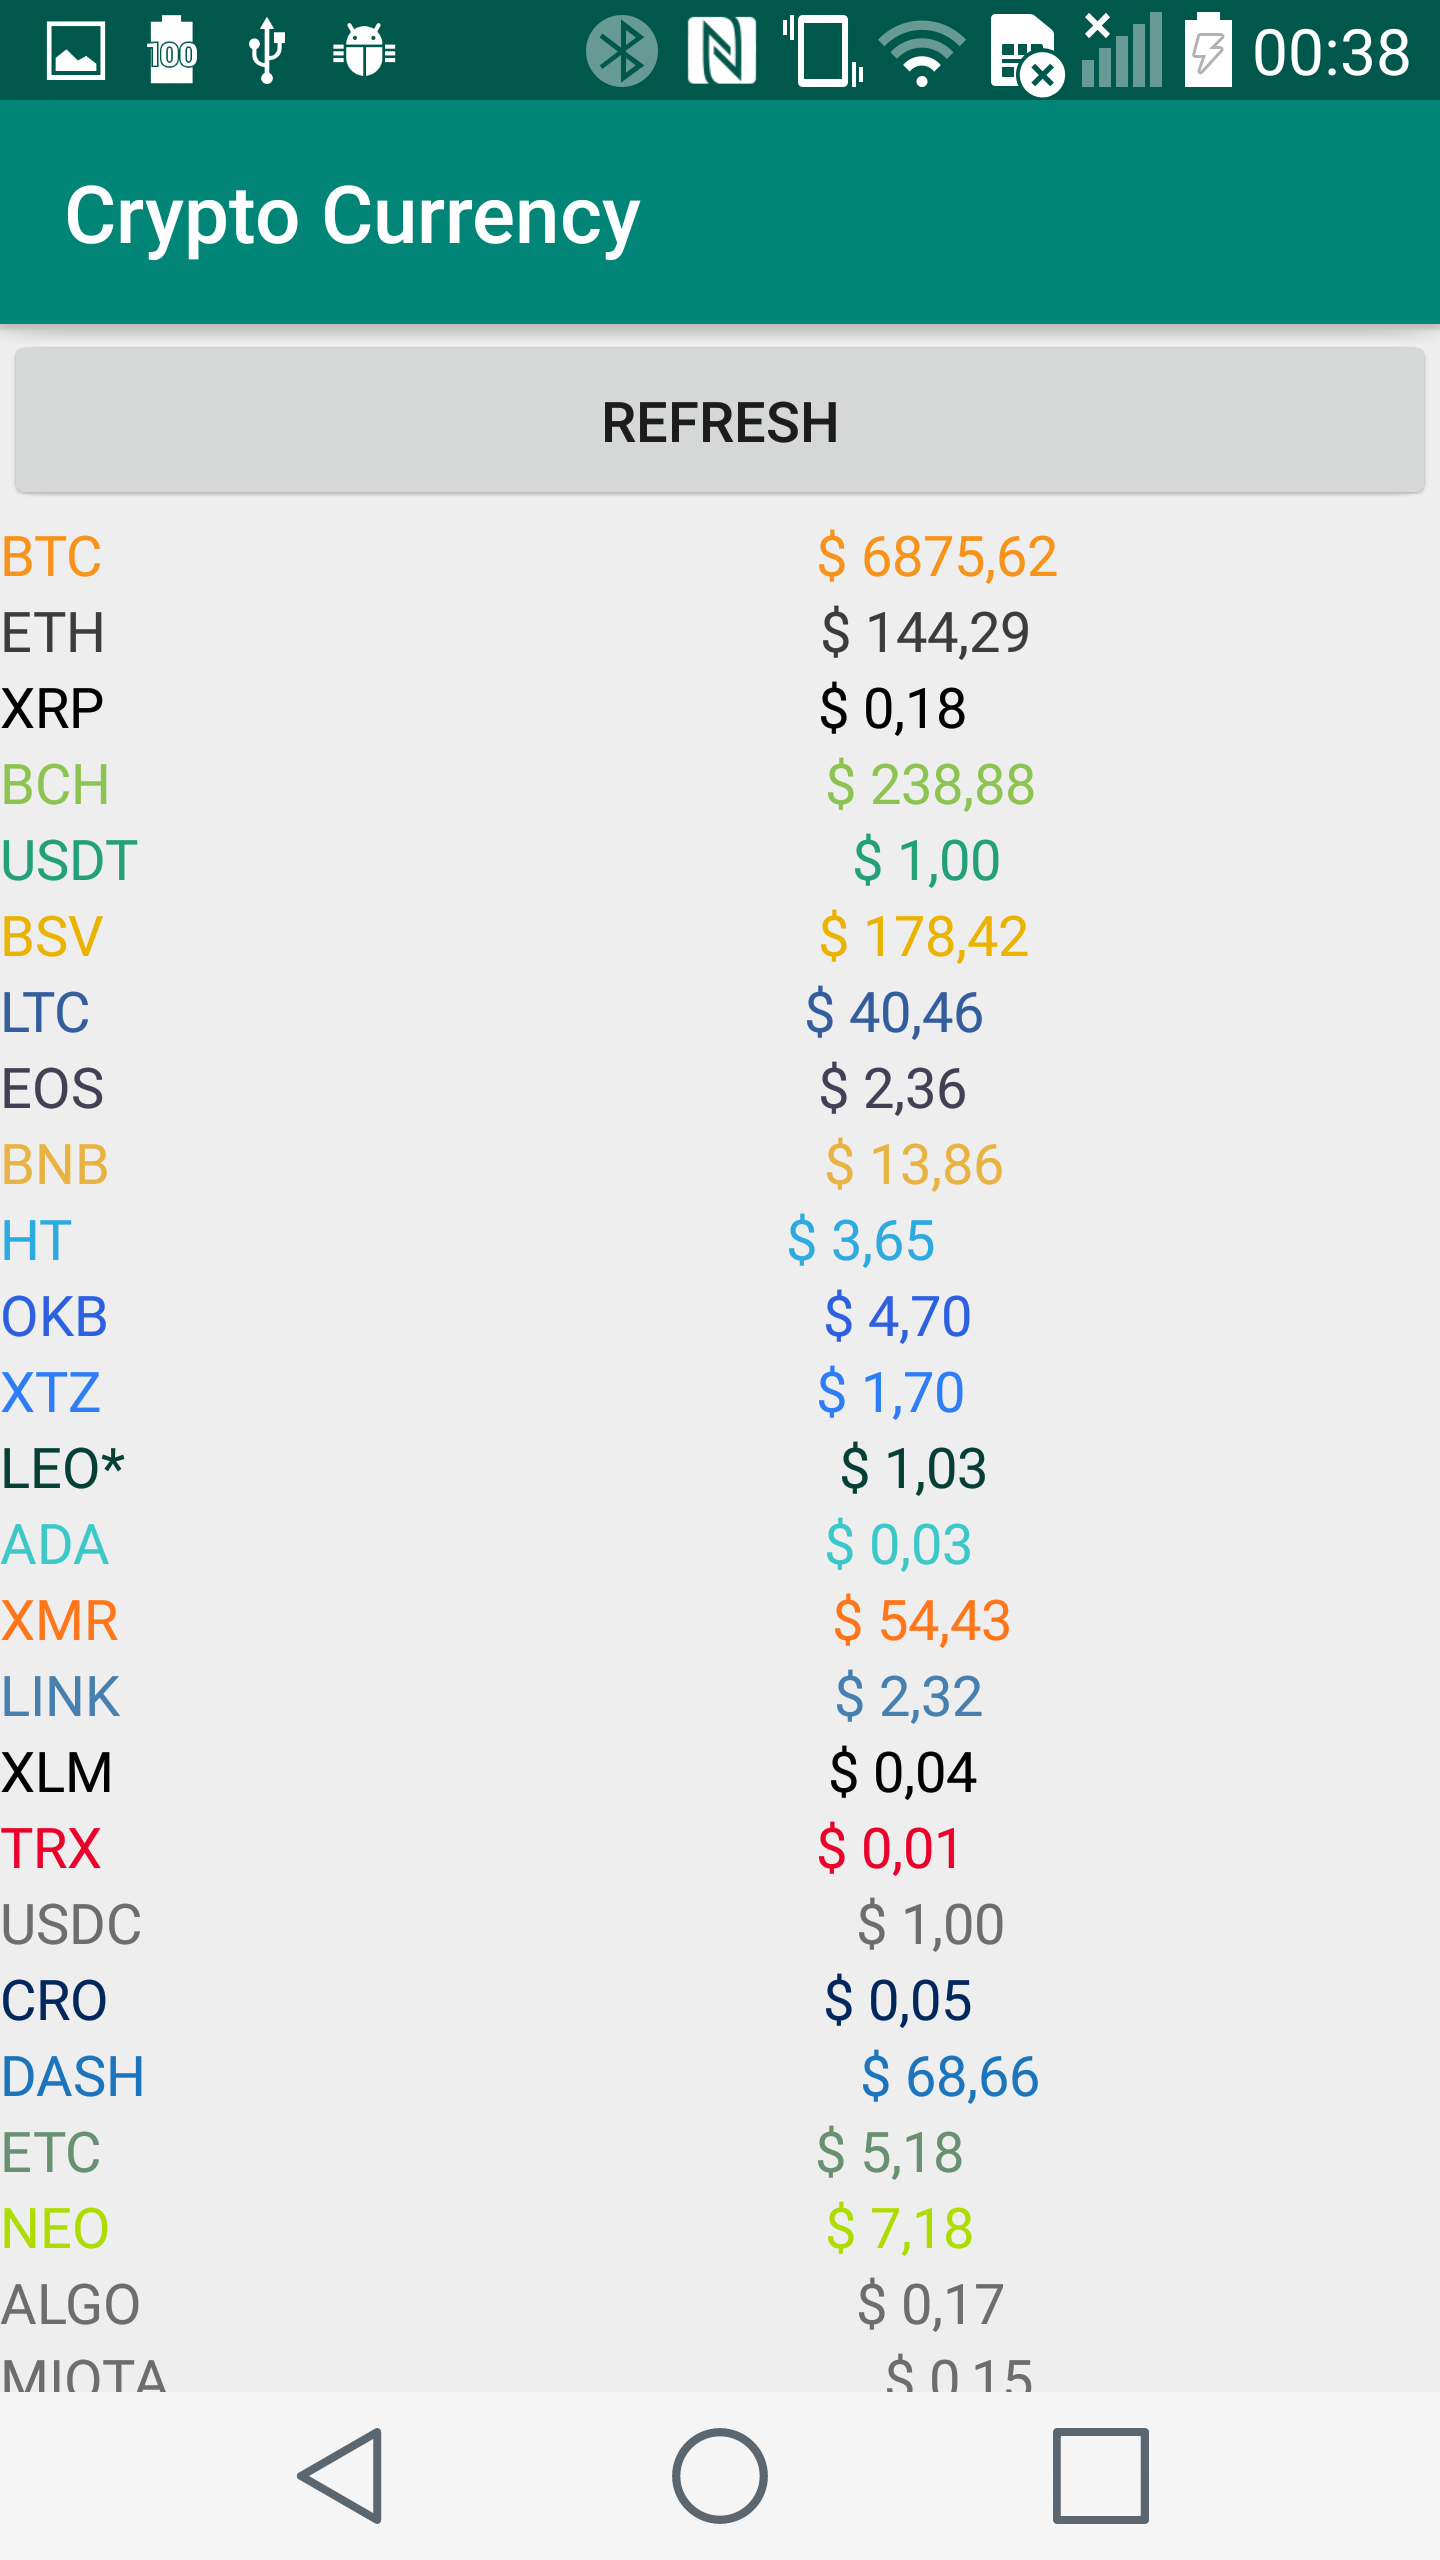 100
00:38
Crypto Currency
REFRESH
BTC $ 6875,62
ETH $ 144,29
XRP $ 0,18
BCH $ 238,88
USDT $ 1,00
BSV $ 178,42
LTC $ 40,46
EOS $ 2,36
BNB $ 13,86
HT $ 3,65
OKB $ 4,70
XTZ $ 1,70
LEO* $ 1,03
ADA $ 0,03
XMR $ 54,43
LINK $ 2,32
XLM $ 0,04
TRX $ 0,01
USDC $ 1,00
CRO $ 0,05
DASH $ 68,66
ETC $ 5,18
NEO $ 7,18
ALGO $ 0,17
MIOTA $ 0,15